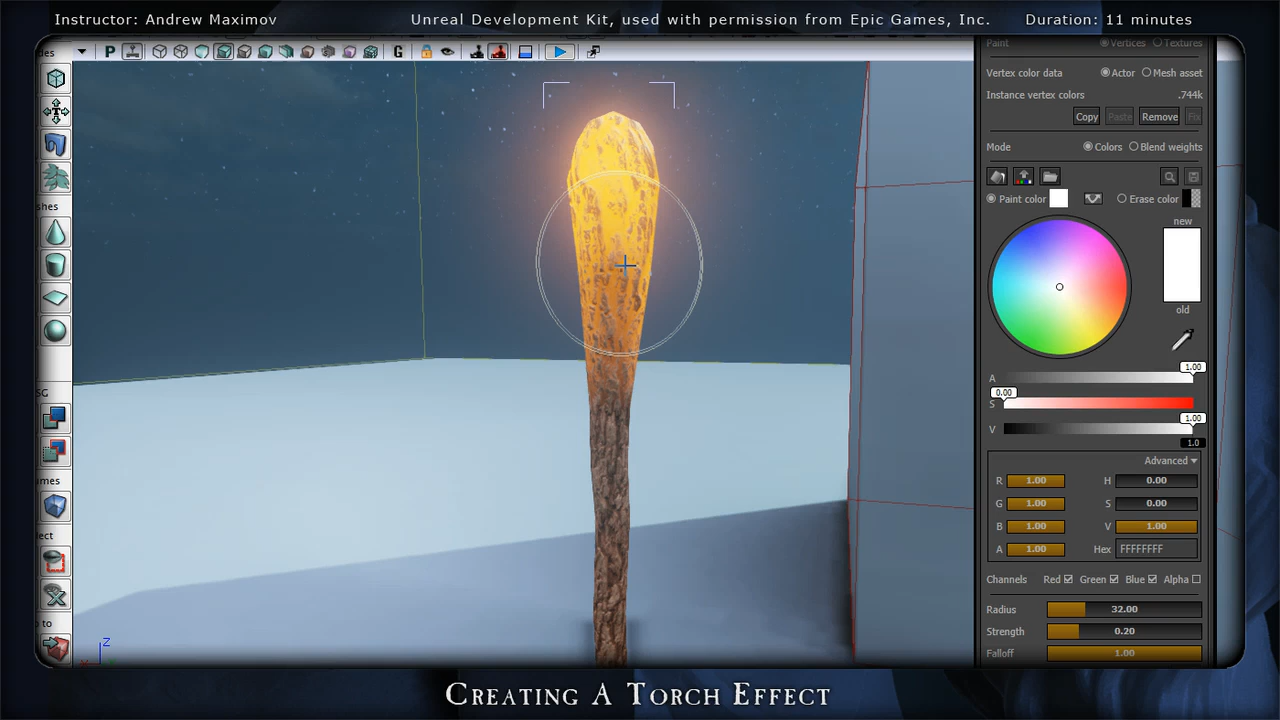 Instructor: Andrew Maximov
Unreal Development Kit, used with permission from Epic Games, Inc.
Duration: 11 minutes
des
P
G
Paint
Vertices
Textures
Vertex color data
Actor
Mesh asset
Instance vertex colors
.744k
Copy
Paste
Remove
Fix
Mode
Colors
Blend weights
Paint color
Erase color
shes
new
old
A
1.00
0.00
S
1.00
V
1.0
SG
Advanced
R 1.00 H 0.00
G 1.00 S 0.00
B 1.00 V 1.00
A 1.00 Hex FFFFFFFF
umes
ect
Channels Red Green Blue Alpha
Radius 32.00
Strength 0.20
Falloff 1.00
to
Z
Creating A Torch Effect